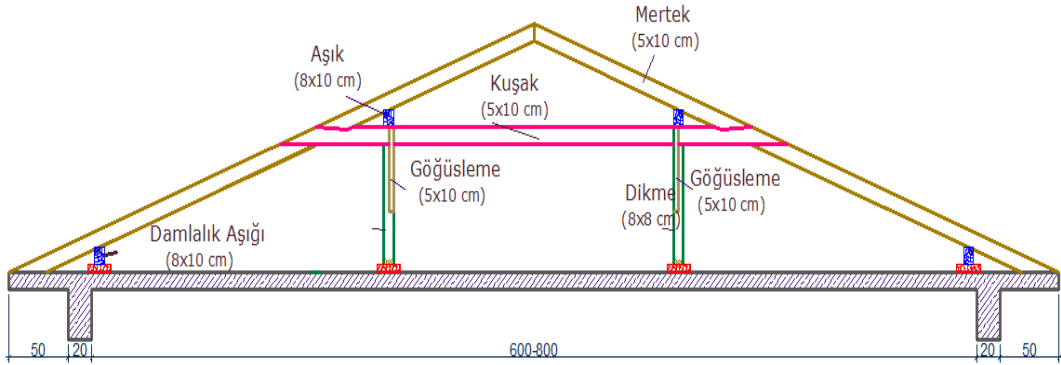 Mertek
(5x10 cm)
Aşık
(8x10 cm)
Kuşak
(5x10 cm)
Göğüsleme
(5x10 cm)
Dikme
(8x8 cm)
Göğüsleme
(5x10 cm)
Damlalık Aşığı
(8x10 cm)
50 20 600-800 20 50